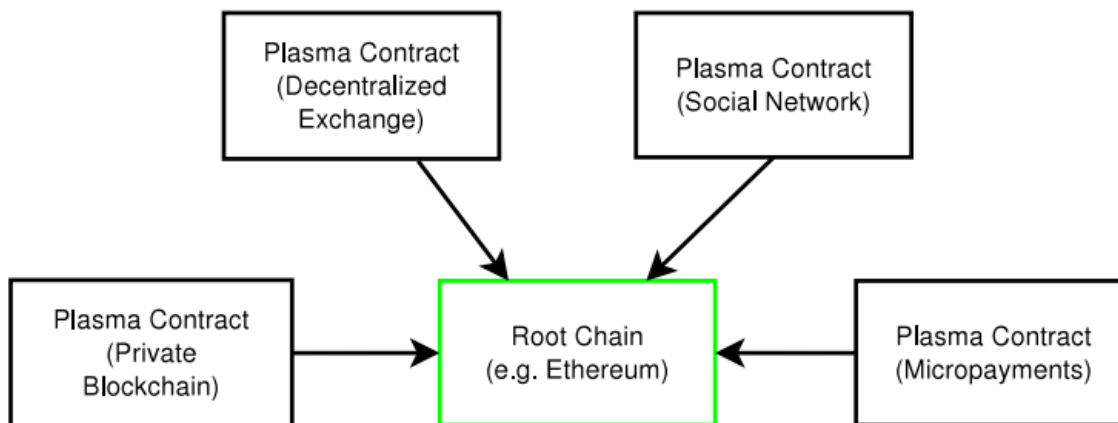 Plasma Contract
(Decentralized
Exchange)
Plasma Contract
(Social Network)
Plasma Contract
(Private
Blockchain)
Root Chain
(e.g. Ethereum)
Plasma Contract
(Micropayments)